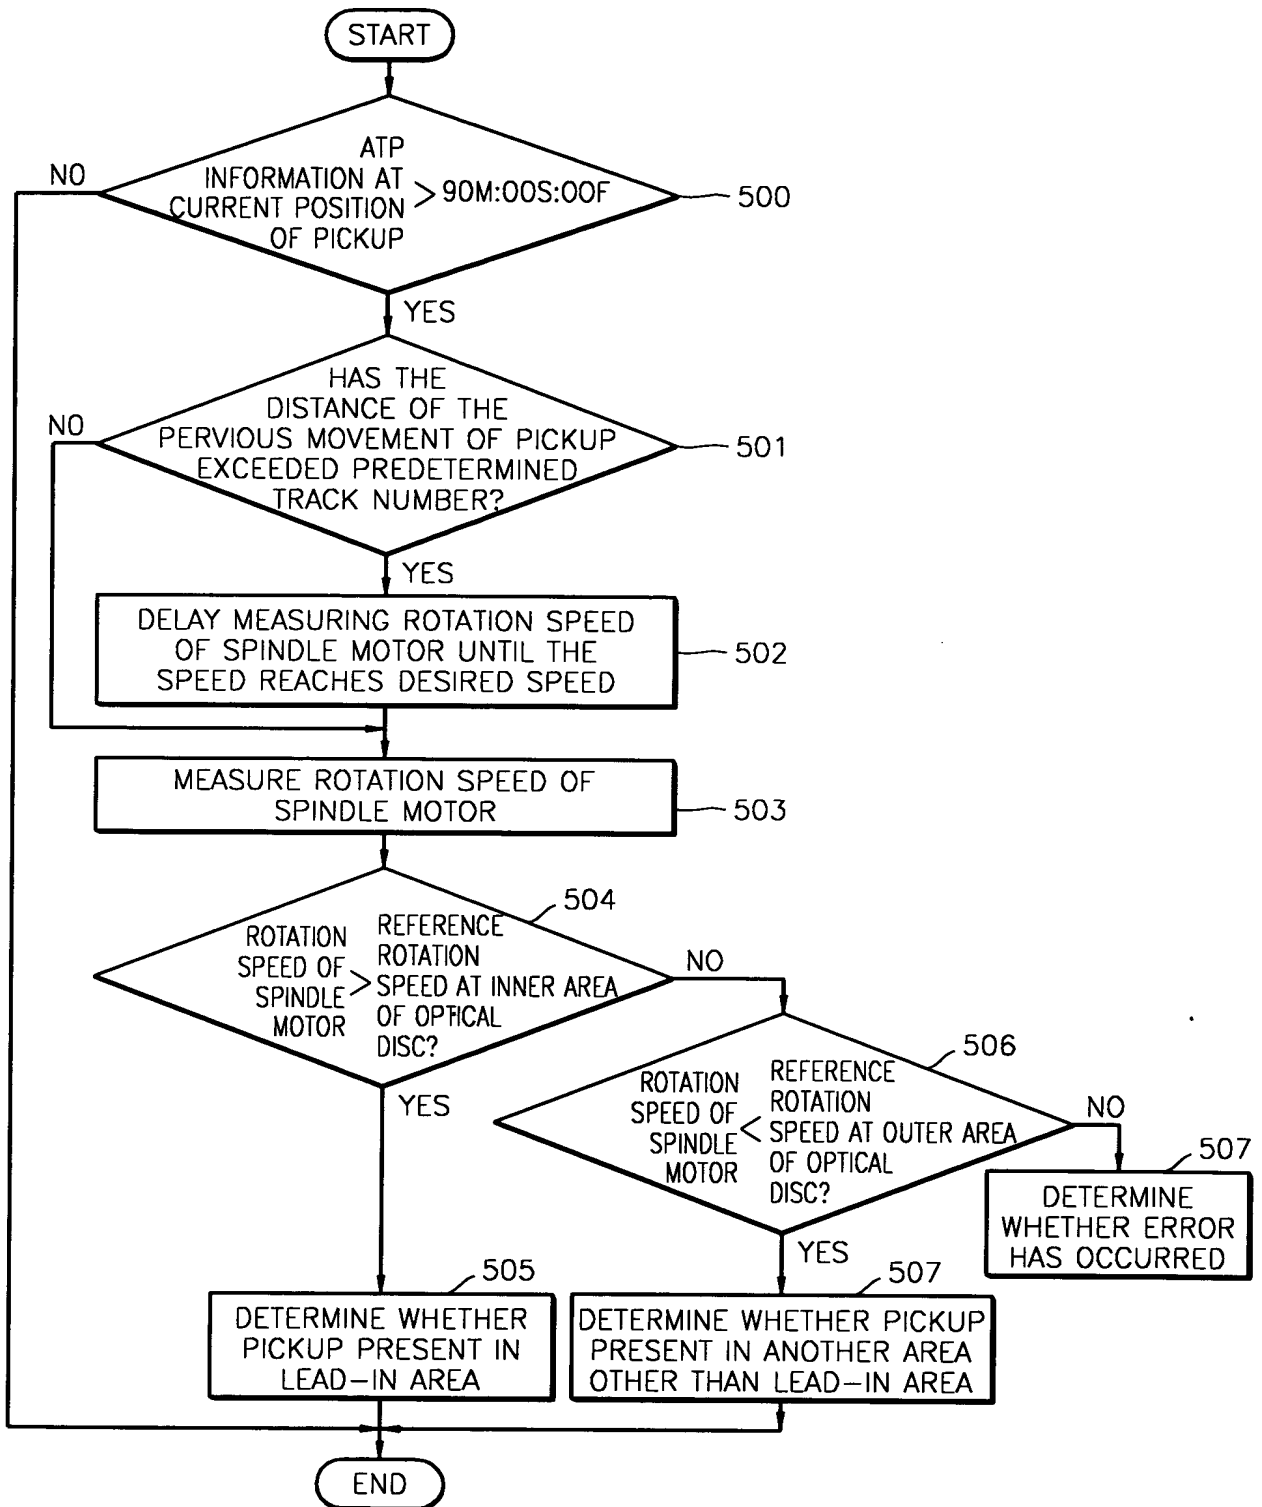 START
ATP
INFORMATION AT
CURRENT POSITION
OF PICKUP
> 90M:00S:00F
500
NO
YES
HAS THE
DISTANCE OF THE
PERVIOUS MOVEMENT OF PICKUP
EXCEEDED PREDETERMINED
TRACK NUMBER?
501
NO
YES
DELAY MEASURING ROTATION SPEED
OF SPINDLE MOTOR UNTIL THE
SPEED REACHES DESIRED SPEED
502
MEASURE ROTATION SPEED OF
SPINDLE MOTOR
503
504
ROTATION
SPEED OF
SPINDLE
MOTOR
>
REFERENCE
ROTATION
SPEED AT INNER AREA
OF OPTICAL
DISC?
NO
YES
506
ROTATION
SPEED OF
SPINDLE
MOTOR
<
REFERENCE
ROTATION
SPEED AT OUTER AREA
OF OPTICAL
DISC?
NO
YES
507
DETERMINE
WHETHER ERROR
HAS OCCURRED
505
DETERMINE WHETHER
PICKUP PRESENT IN
LEAD-IN AREA
507
DETERMINE WHETHER PICKUP
PRESENT IN ANOTHER AREA
OTHER THAN LEAD-IN AREA
END